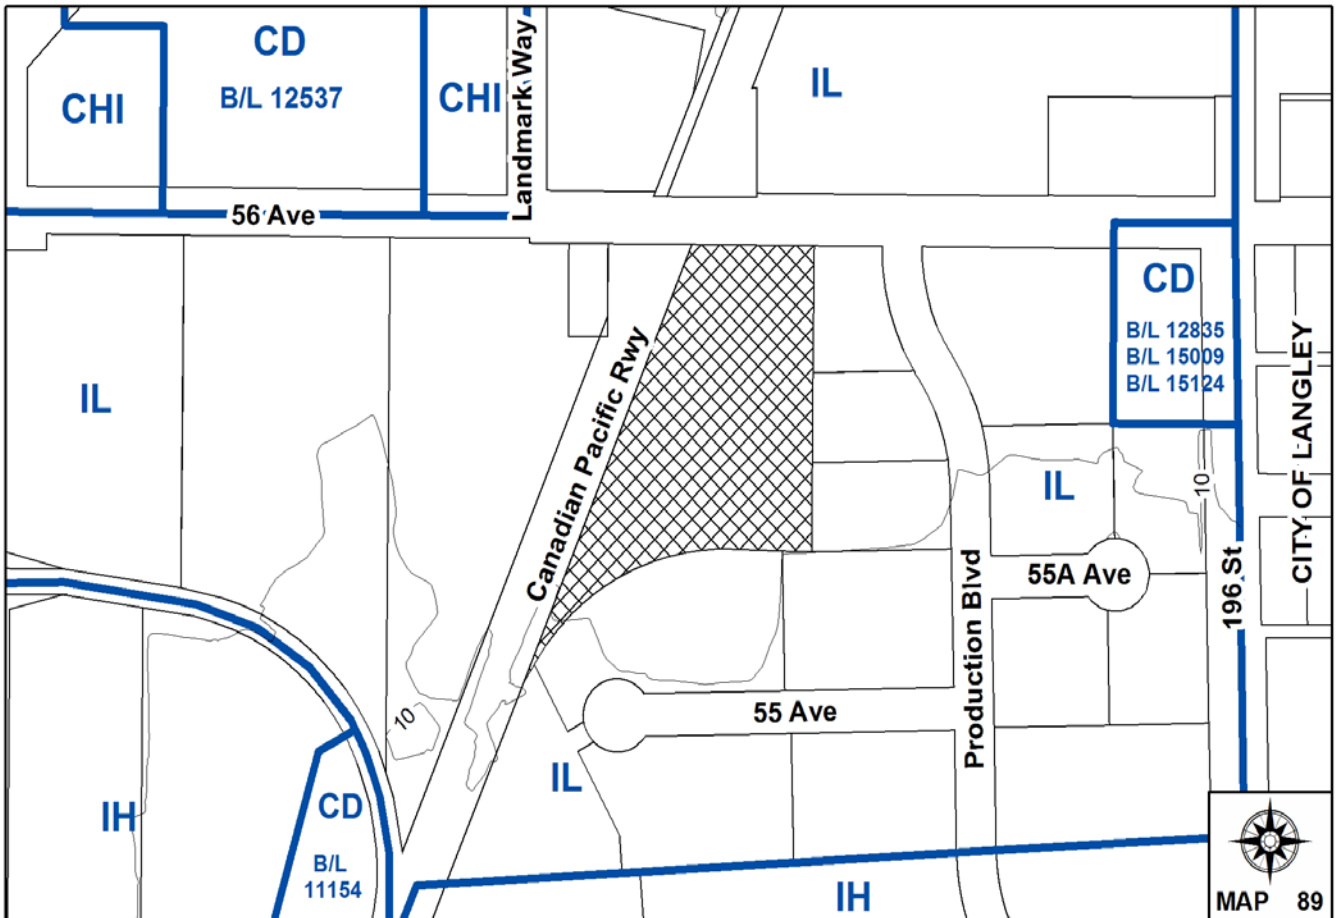 CD
B/L 12537
CHI
CHI
Landmark Way
IL
56 Ave
CD
B/L 12835
B/L 15009
B/L 15124
CITY OF LANGLEY
IL
Canadian Pacific Rwy
IL
10
196 St
55A Ave
Production Blvd
55 Ave
10
IL
IH
CD
B/L
11154
IH
MAP 89